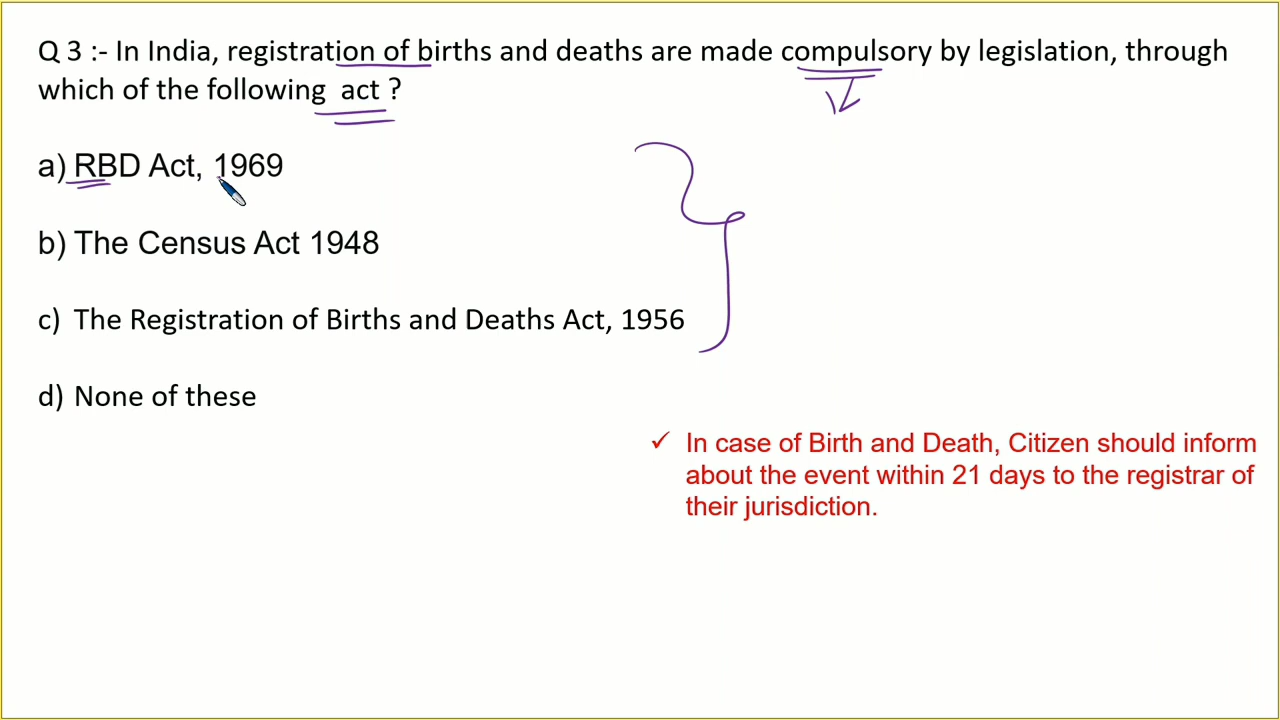 Q 3 :- In India, registration of births and deaths are made compulsory by legislation, through
which of the following act ?
a) RBD Act, 1969
b) The Census Act 1948
c) The Registration of Births and Deaths Act, 1956
d) None of these
✓ In case of Birth and Death, Citizen should inform
about the event within 21 days to the registrar of
their jurisdiction.